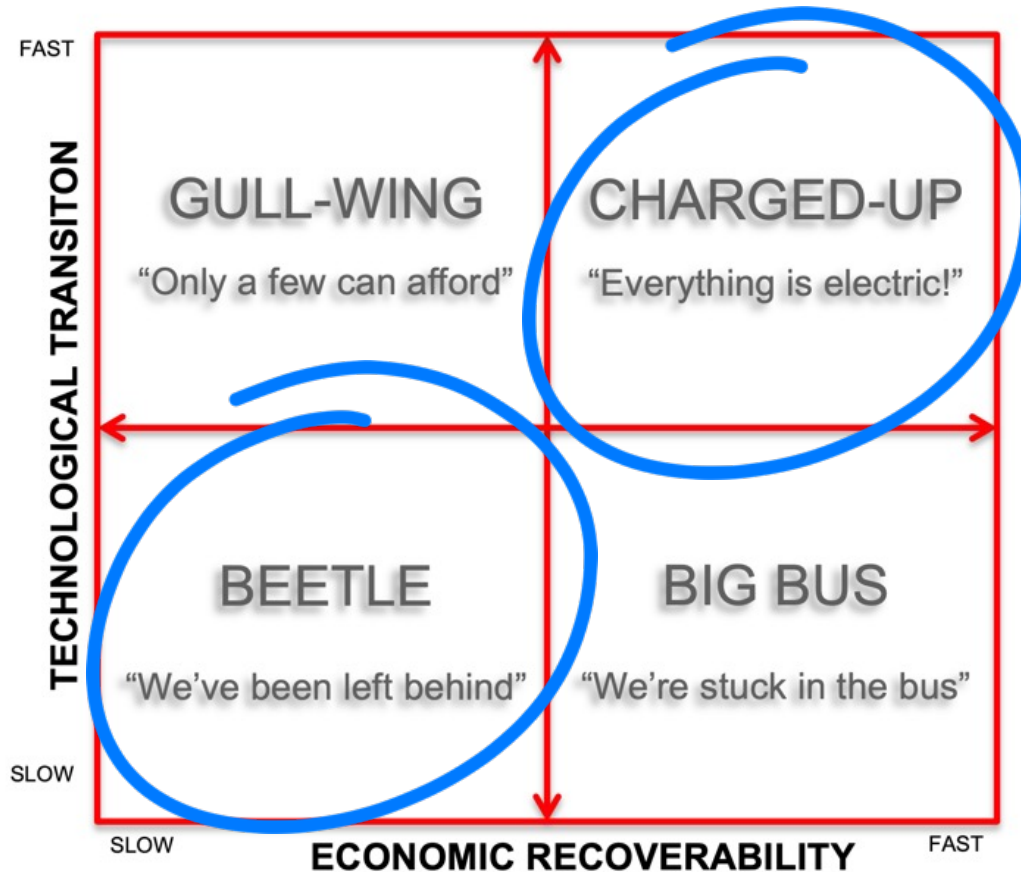 FAST
TECHNOLOGICAL TRANSITON
GULL-WING
“Only a few can afford”
CHARGED-UP
“Everything is electric!”
BEETLE
“We’ve been left behind”
BIG BUS
“We’re stuck in the bus”
SLOW
SLOW
ECONOMIC RECOVERABILITY
FAST